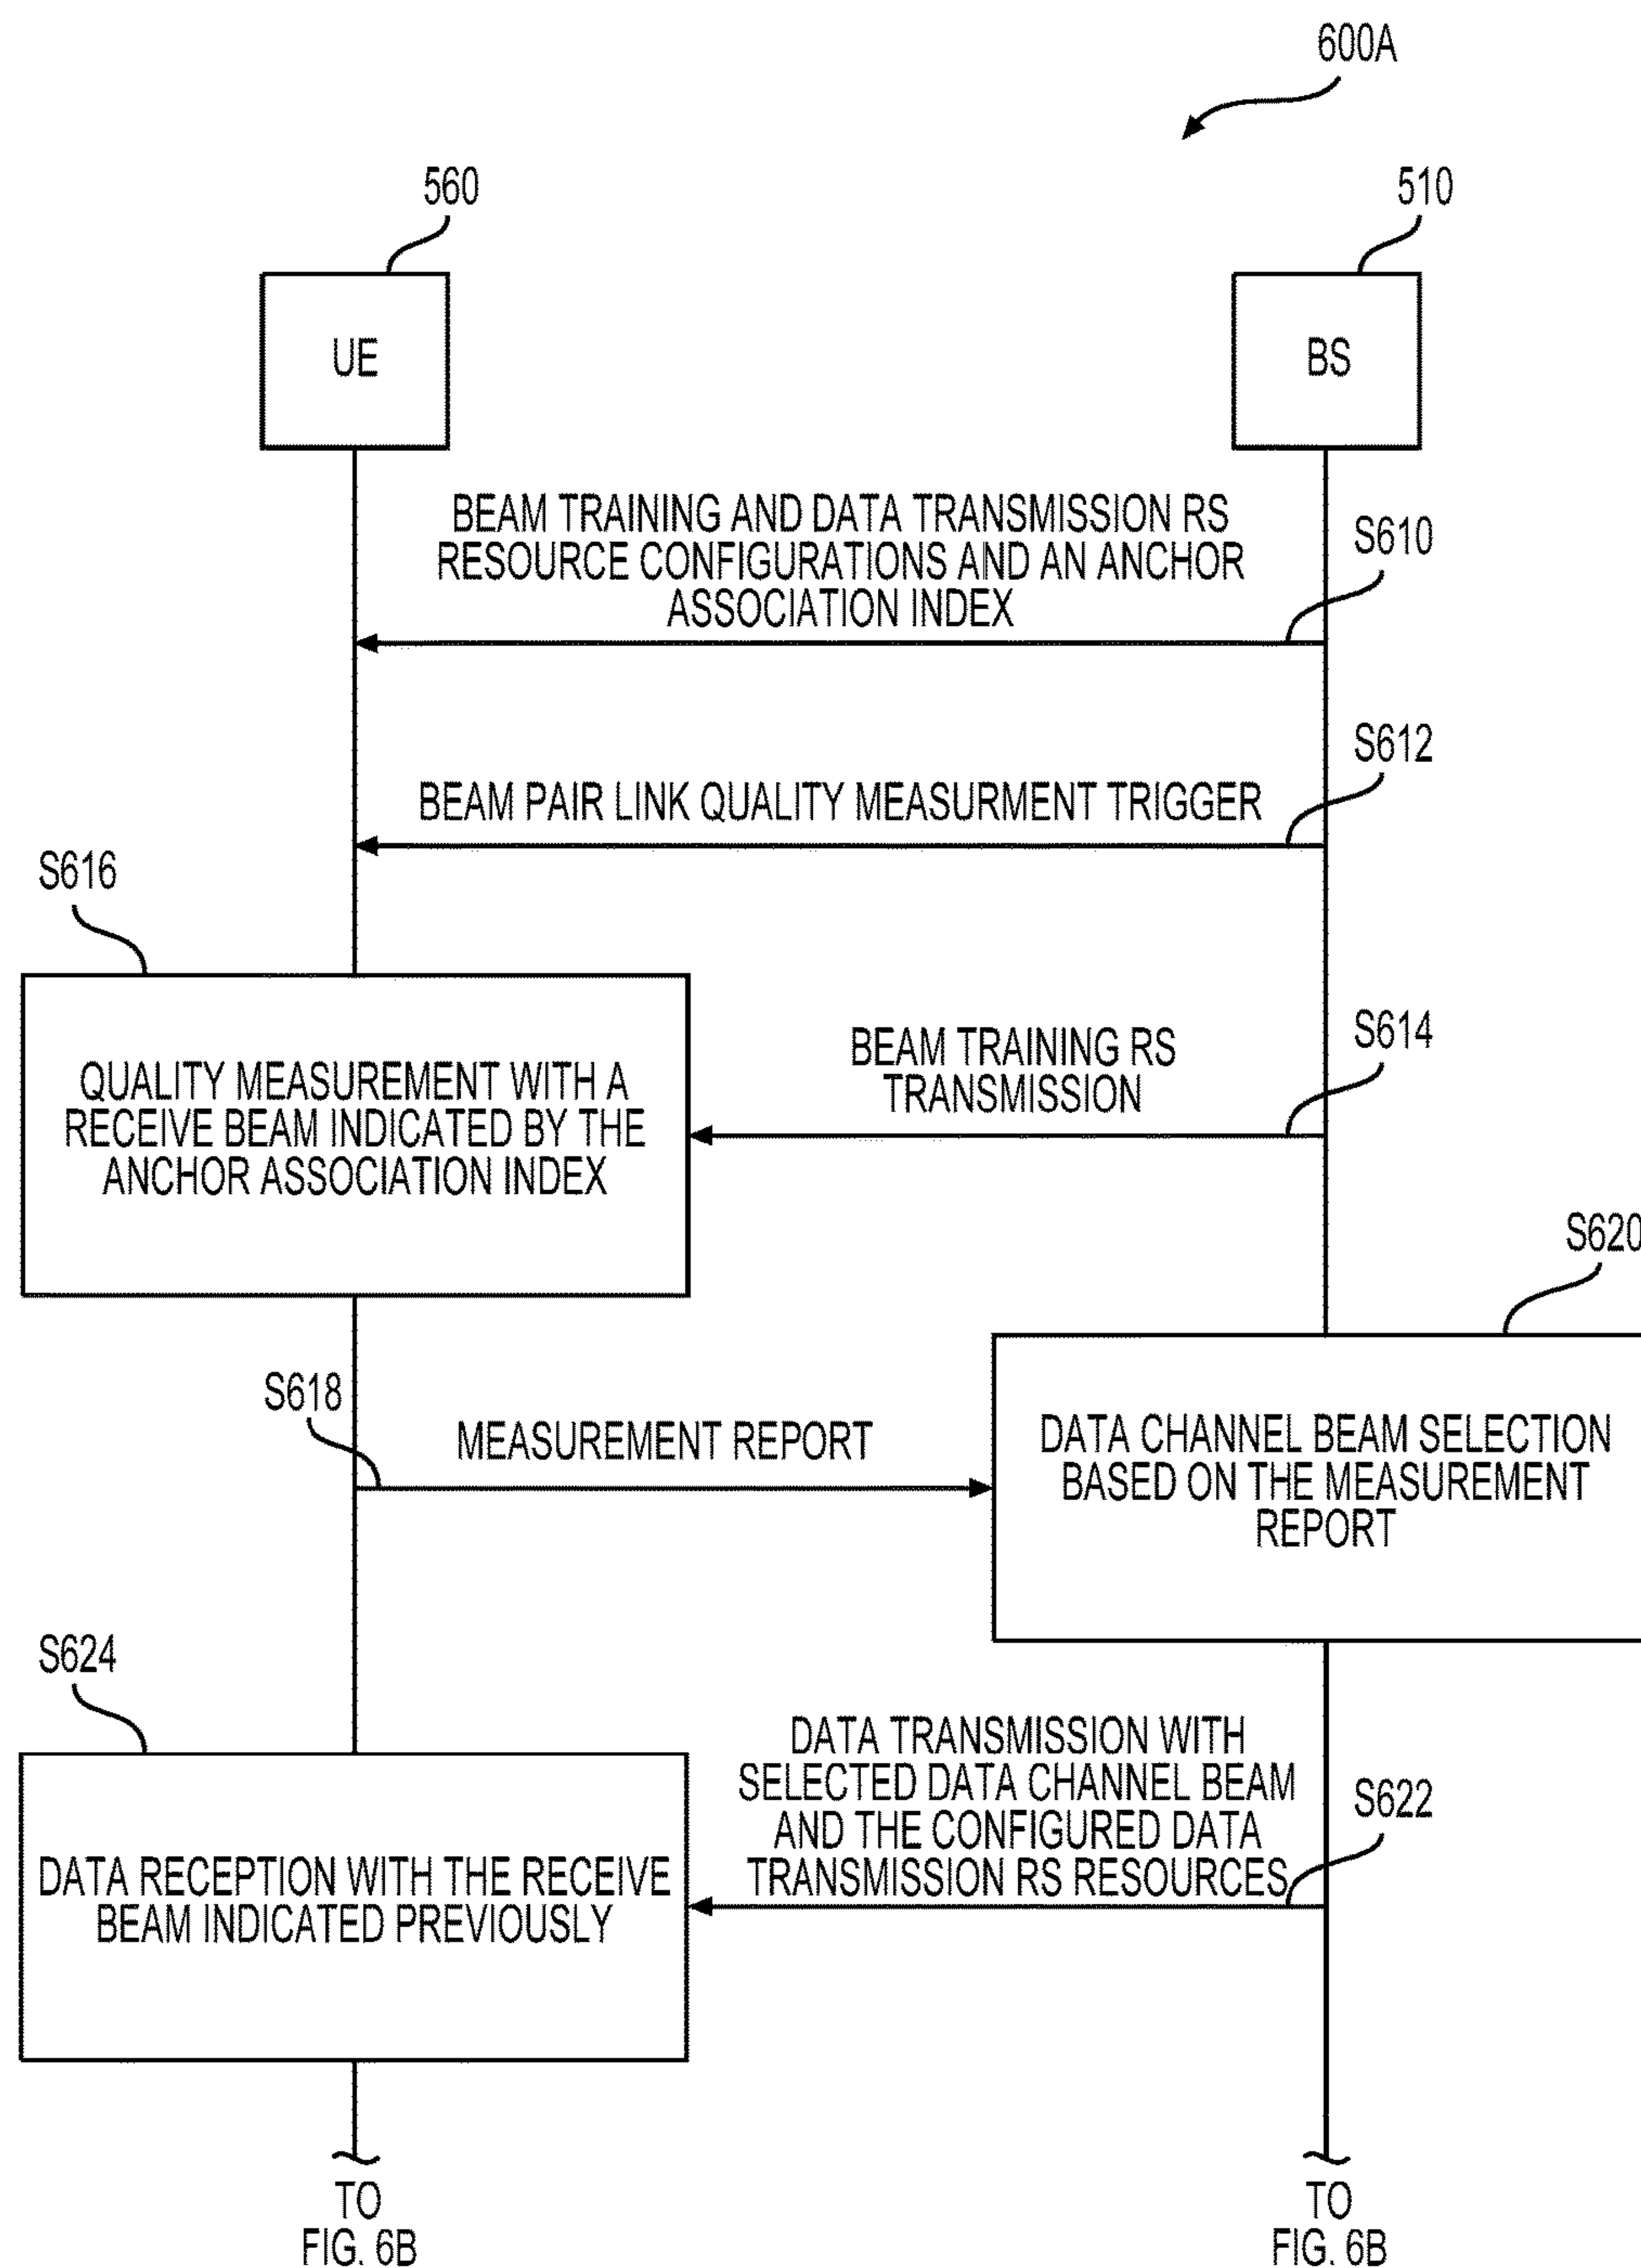 600A
560
510
UE
BS
BEAM TRAINING AND DATA TRANSMISSION RS
RESOURCE CONFIGURATIONS AND AN ANCHOR
ASSOCIATION INDEX
S610
BEAM PAIR LINK QUALITY MEASURMENT TRIGGER
S612
S616
QUALITY MEASUREMENT WITH A
RECEIVE BEAM INDICATED BY THE
ANCHOR ASSOCIATION INDEX
BEAM TRAINING RS
TRANSMISSION
S614
S620
S618
MEASUREMENT REPORT
DATA CHANNEL BEAM SELECTION
BASED ON THE MEASUREMENT
REPORT
S624
DATA RECEPTION WITH THE RECEIVE
BEAM INDICATED PREVIOUSLY
DATA TRANSMISSION WITH
SELECTED DATA CHANNEL BEAM
AND THE CONFIGURED DATA
TRANSMISSION RS RESOURCES
S622
TO
FIG. 6B
TO
FIG. 6B